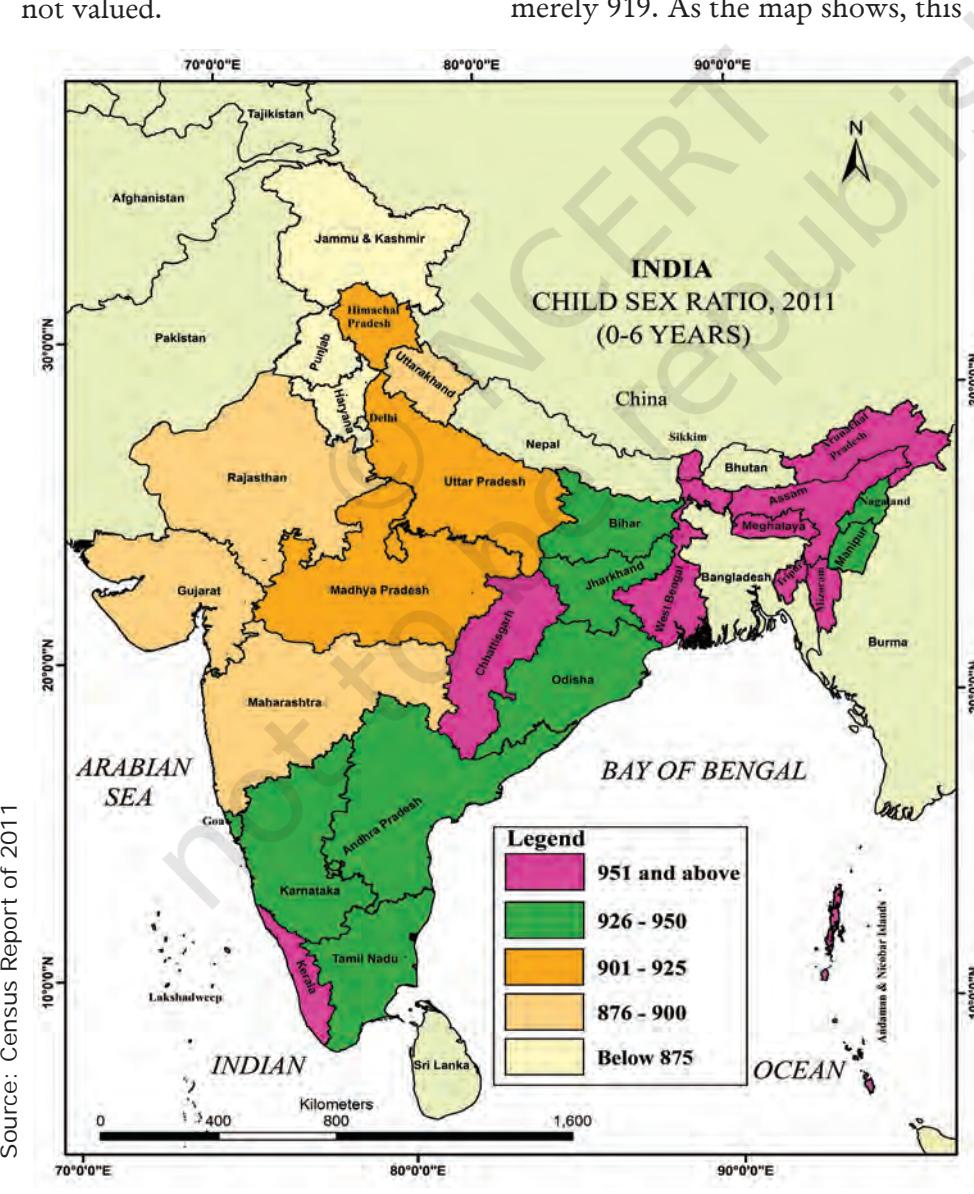 not valued.
merely 919. As the map shows, this
70°0'0"E
80°0'0"E
90°0'0"E
Tajikistan
N
Afghanistan
Jammu & Kashmir
INDIA
CHILD SEX RATIO, 2011
(0-6 YEARS)
Himachal
Pradesh
30°0'0"N
Pakistan
Punjab
Uttarakhand
Haryana
China
Delhi
Sikkim
Arunachal
Pradesh
Nepal
Bhutan
Rajasthan
Uttar Pradesh
Assam
Nagaland
Bihar
Meghalaya
Manipur
Jharkhand
Bangladesh
Tripura
Mizoram
Gujarat
Madhya Pradesh
West Bengal
Chhattisgarh
Burma
20°0'0"N
Odisha
Maharashtra
ARABIAN
SEA
BAY OF BENGAL
Goa
Andhra Pradesh
Karnataka
Tamil Nadu
Kerala
10°0'0"N
Lakshadweep
Andaman & Nicobar Islands
Legend
951 and above
926 - 950
901 - 925
876 - 900
Below 875
INDIAN
Sri Lanka
OCEAN
Kilometers
0 400 800 1,600
70°0'0"E
80°0'0"E
90°0'0"E
Source: Census Report of 2011
© NCERT
not to be republis